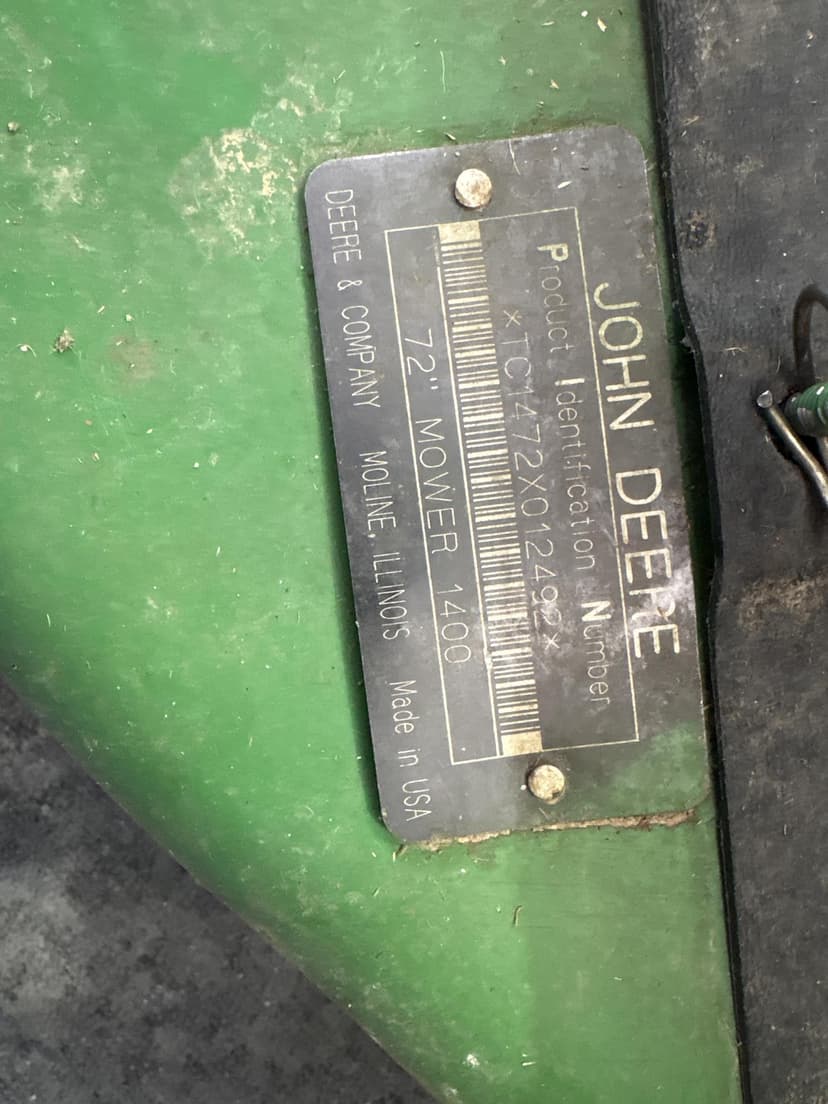 JOHN DEERE
Product Identification Number
*TC1472X012492*
72" MOWER 1400
DEERE & COMPANY MOLINE, ILLINOIS Made in USA